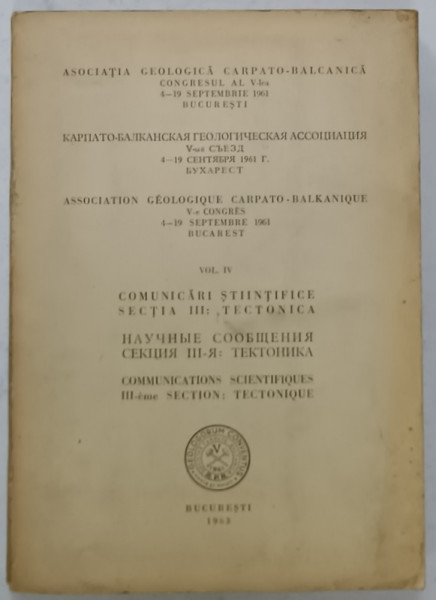 ASOCIAȚIA GEOLOGICĂ CARPATO-BALCANICĂ
CONGRESUL AL V-lea
4—19 SEPTEMBRIE 1961
BUCUREȘTI
КАРПАТО-БАЛКАНСКАЯ ГЕОЛОГИЧЕСКАЯ АССОЦИАЦИЯ
V-ый СЪЕЗД
4—19 СЕНТЯБРЯ 1961 Г.
БУХАРЕСТ
ASSOCIATION GÉOLOGIQUE CARPATO-BALKANIQUE
V-e CONGRÈS
4—19 SEPTEMBRE 1961
BUCAREST
VOL. IV
COMUNICĂRI ȘTIINȚIFICE
SECȚIA III: TECTONICA
НАУЧНЫЕ СООБЩЕНИЯ
СЕКЦИЯ III-Я: ТЕКТОНИКА
COMMUNICATIONS SCIENTIFIQUES
III-ème SECTION: TECTONIQUE
GEOLOGORUM CONVENTUS
V
BUCUREȘTI
1963